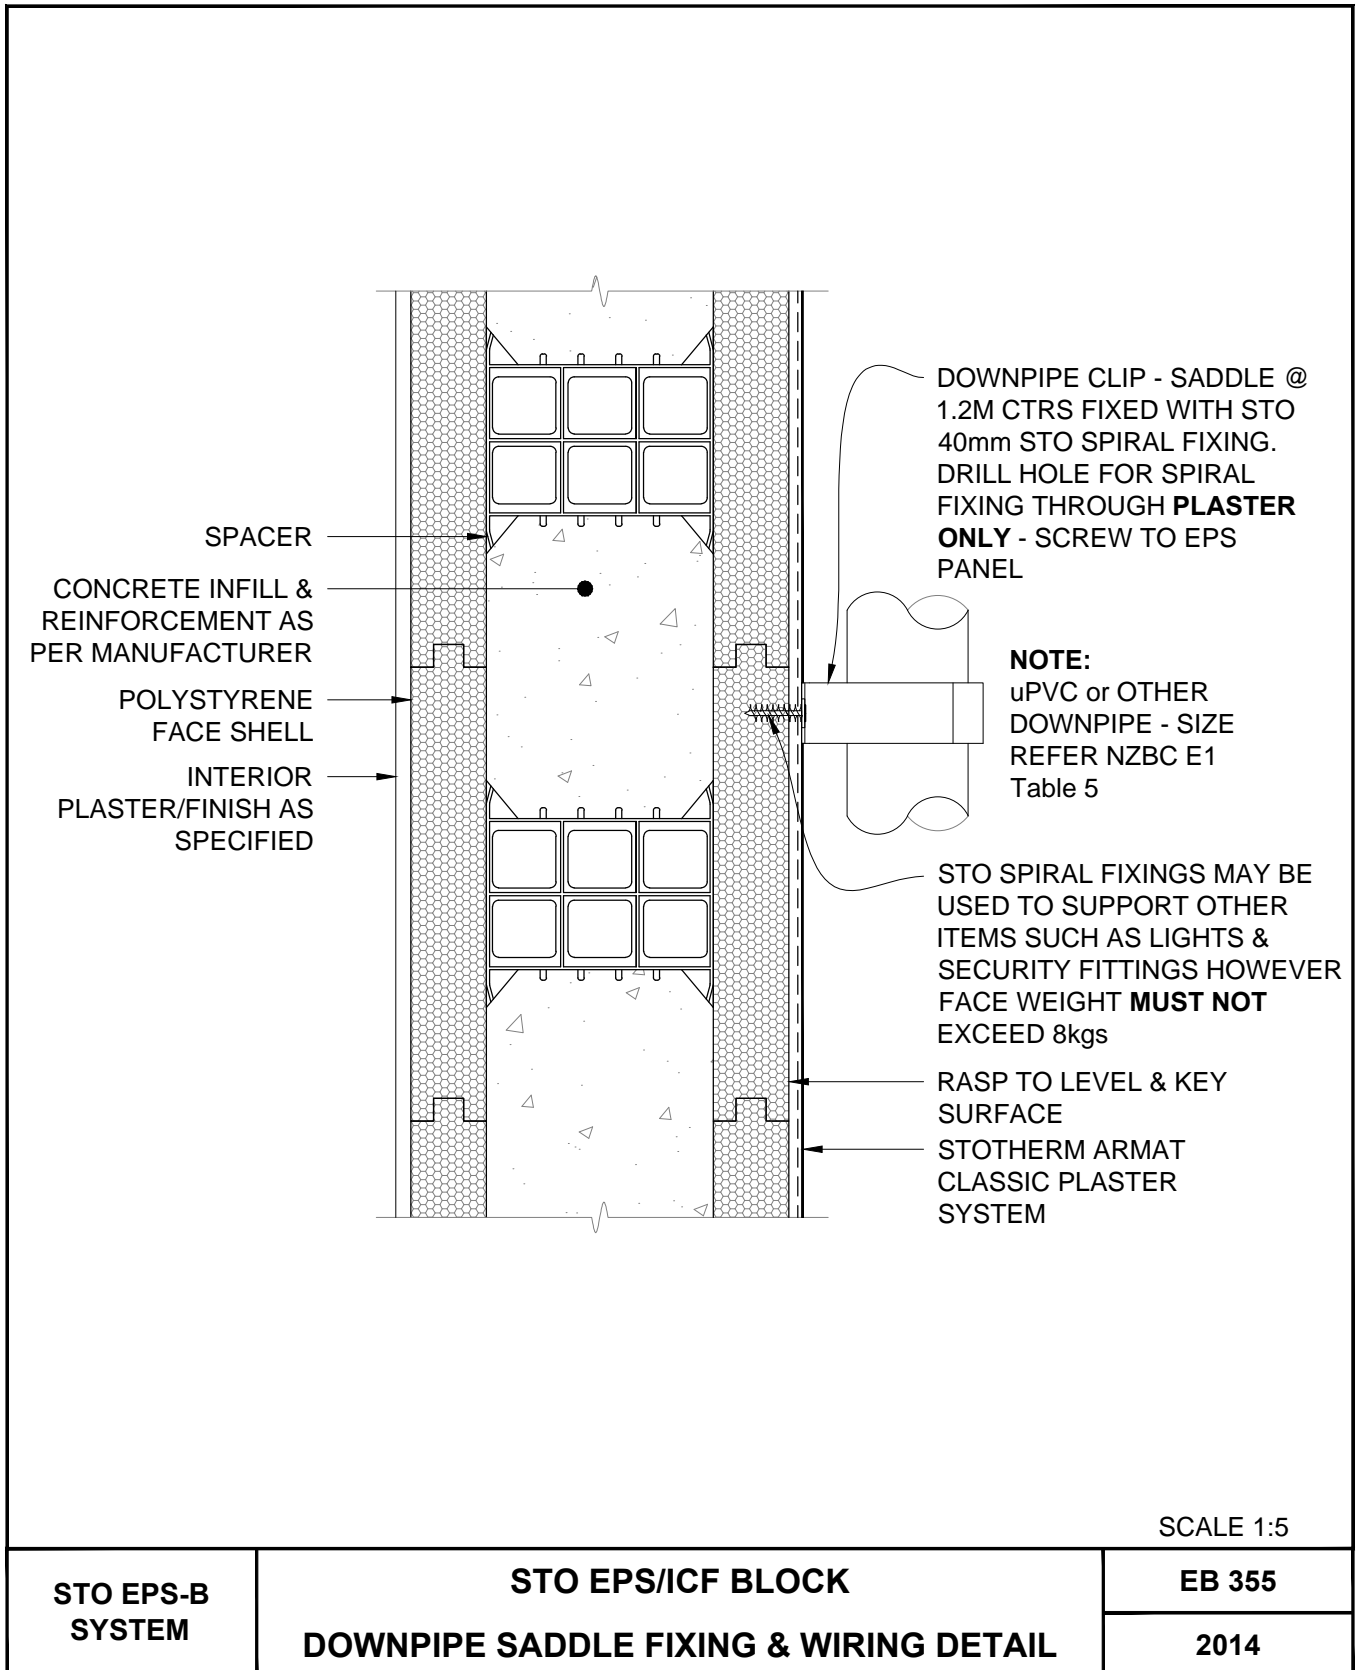 SPACER
CONCRETE INFILL &
REINFORCEMENT AS
PER MANUFACTURER
POLYSTYRENE
FACE SHELL
INTERIOR
PLASTER/FINISH AS
SPECIFIED
DOWNPIPE CLIP - SADDLE @
1.2M CTRS FIXED WITH STO
40mm STO SPIRAL FIXING.
DRILL HOLE FOR SPIRAL
FIXING THROUGH PLASTER
ONLY - SCREW TO EPS
PANEL
NOTE:
uPVC or OTHER
DOWNPIPE - SIZE
REFER NZBC E1
Table 5
STO SPIRAL FIXINGS MAY BE
USED TO SUPPORT OTHER
ITEMS SUCH AS LIGHTS &
SECURITY FITTINGS HOWEVER
FACE WEIGHT MUST NOT
EXCEED 8kgs
RASP TO LEVEL & KEY
SURFACE
STOTHERM ARMAT
CLASSIC PLASTER
SYSTEM
SCALE 1:5
STO EPS-B
SYSTEM
STO EPS/ICF BLOCK
DOWNPIPE SADDLE FIXING & WIRING DETAIL
EB 355
2014